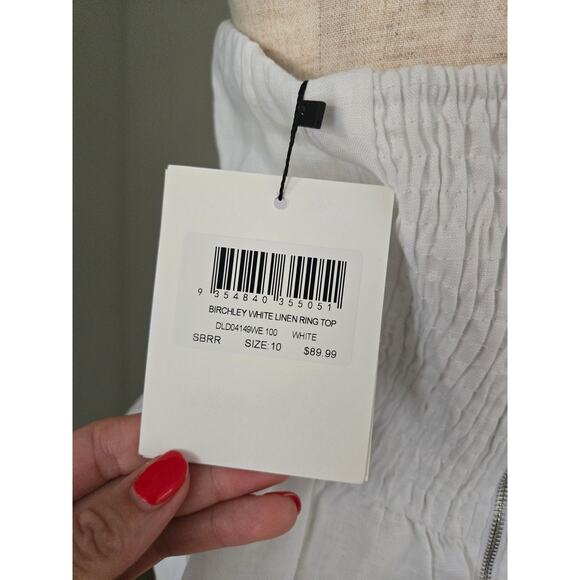 9 354840 355051
BIRCHLEY WHITE LINEN RING TOP
DLD04149WE.100 WHITE
SBRR SIZE:10 $89.99